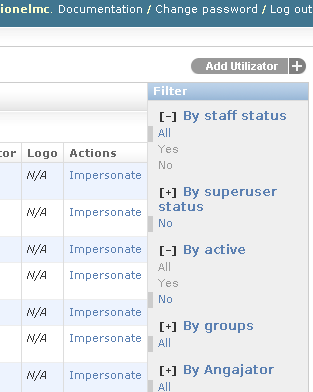 ionelmc. Documentation / Change password / Log out
Add Utilizator +
Filter
[-] By staff status
All
Yes
No
[+] By superuser
status
No
[-] By active
All
Yes
No
[+] By groups
All
[+] By Angajator
All
tor Logo Actions
N/A Impersonate
N/A Impersonate
N/A Impersonate
N/A Impersonate
N/A Impersonate
N/A Impersonate
N/A Impersonate